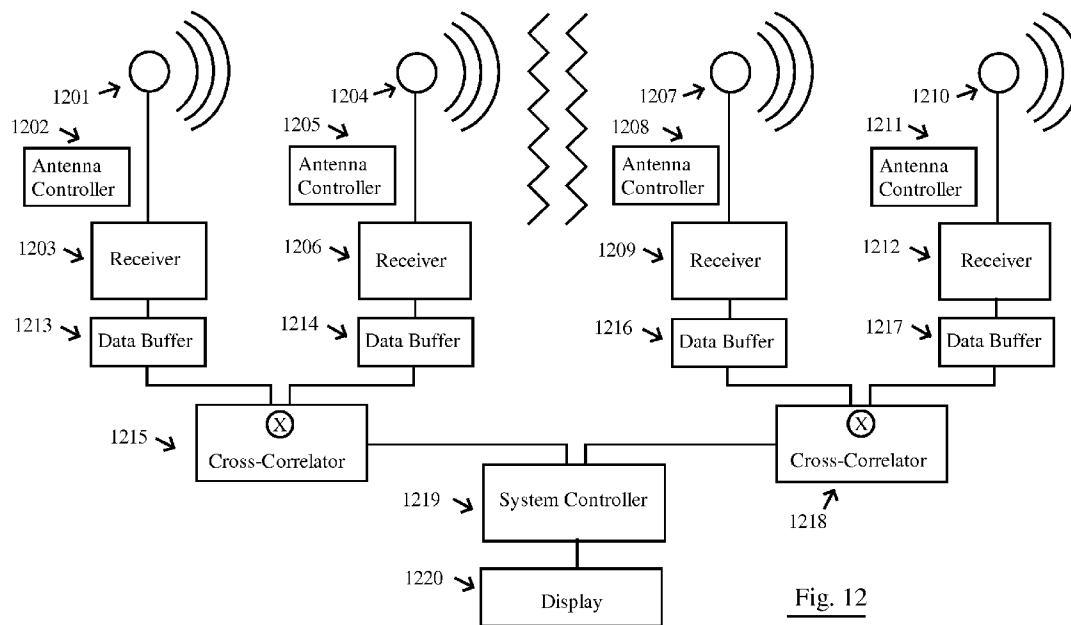 1201
1204
1207
1210
1202
1205
1208
1211
Antenna
Controller
Antenna
Controller
Antenna
Controller
Antenna
Controller
1203
1206
1209
1212
Receiver
Receiver
Receiver
Receiver
1213
1214
1216
1217
Data Buffer
Data Buffer
Data Buffer
Data Buffer
X
X
1215
Cross-Correlator
Cross-Correlator
1219
System Controller
1218
1220
Display
Fig. 12